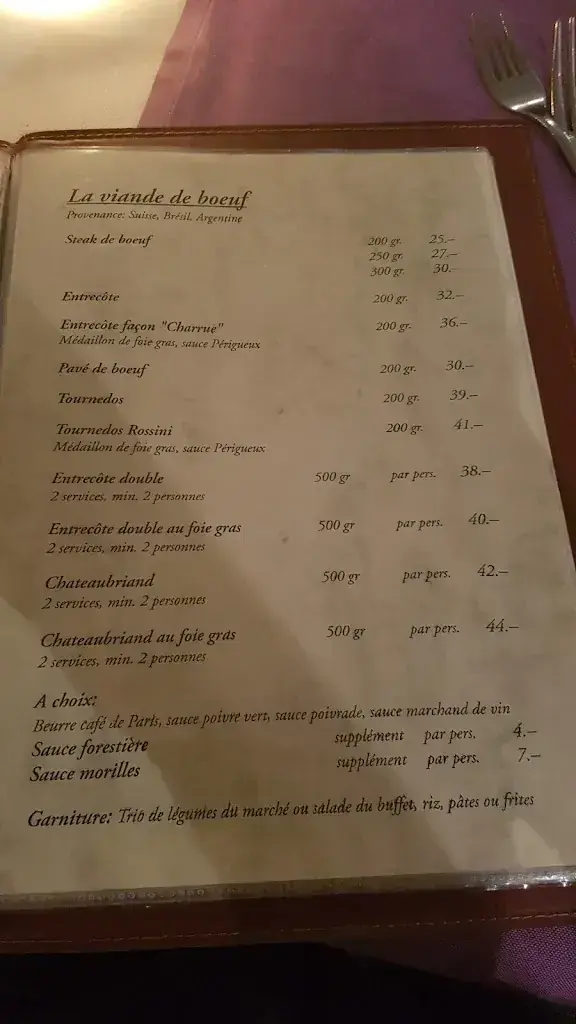 La viande de boeuf
Provenance: Suisse, Brésil, Argentine
Steak de boeuf 200 gr. 25.–
250 gr. 27.–
300 gr. 30.–
Entrecôte 200 gr. 32.–
Entrecôte façon "Charrue" 200 gr. 36.–
Médaillon de foie gras, sauce Périgueux
Pavé de boeuf 200 gr. 30.–
Tournedos 200 gr. 39.–
Tournedos Rossini 200 gr. 41.–
Médaillon de foie gras, sauce Périgueux
Entrecôte double 500 gr par pers. 38.–
2 services, min. 2 personnes
Entrecôte double au foie gras 500 gr par pers. 40.–
2 services, min. 2 personnes
Chateaubriand 500 gr par pers. 42.–
2 services, min. 2 personnes
Chateaubriand au foie gras 500 gr par pers. 44.–
2 services, min. 2 personnes
A choix:
Beurre café de Paris, sauce poivre vert, sauce poivrade, sauce marchand de vin
Sauce forestière supplément par pers. 4.–
Sauce morilles supplément par pers. 7.–
Garniture: Trio de légumes du marché ou salade du buffet, riz, pâtes ou frites